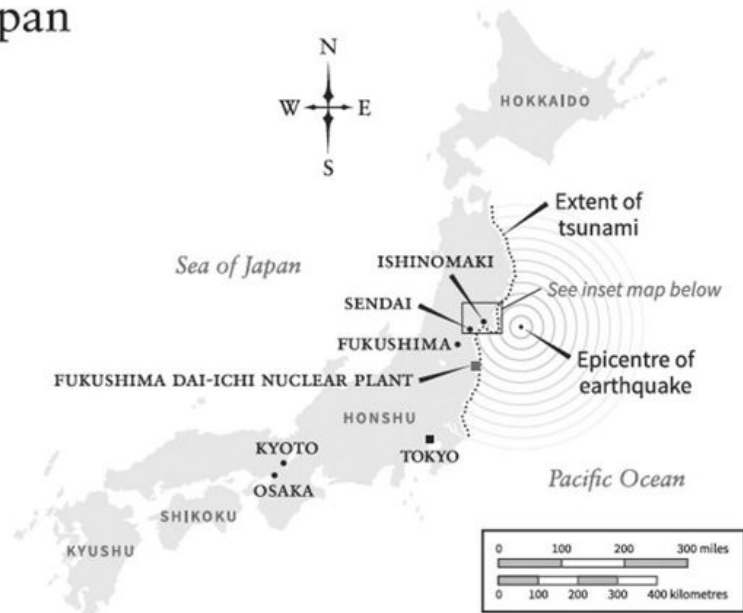 pan
N
W E
S
HOKKAIDO
Extent of
tsunami
Sea of Japan
ISHINOMAKI
See inset map below
SENDAI
FUKUSHIMA
Epicentre of
earthquake
FUKUSHIMA DAI-ICHI NUCLEAR PLANT
HONSHU
KYOTO
TOKYO
OSAKA
Pacific Ocean
SHIKOKU
KYUSHU
0 100 200 300 miles
0 100 200 300 400 kilometres